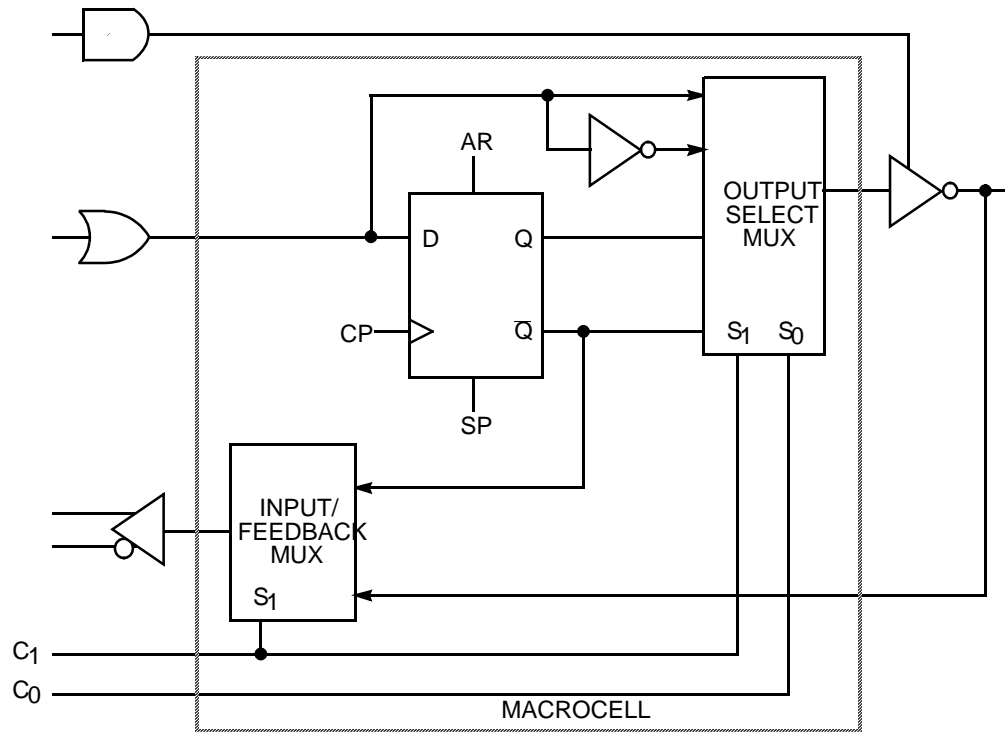 AR
OUTPUT
SELECT
MUX
D
Q
CP
Q̅
S1
S0
SP
INPUT/
FEEDBACK
MUX
S1
C1
C0
MACROCELL